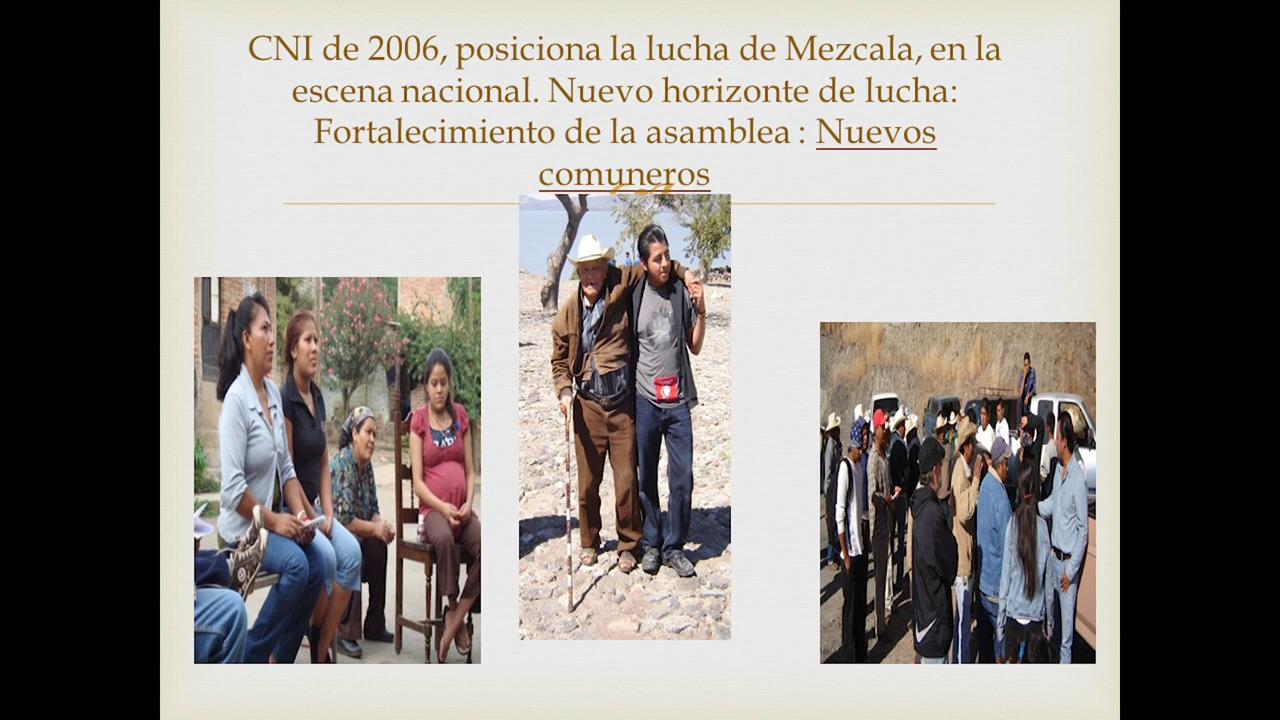 CNI de 2006, posiciona la lucha de Mezcala, en la
escena nacional. Nuevo horizonte de lucha:
Fortalecimiento de la asamblea : Nuevos
comuneros